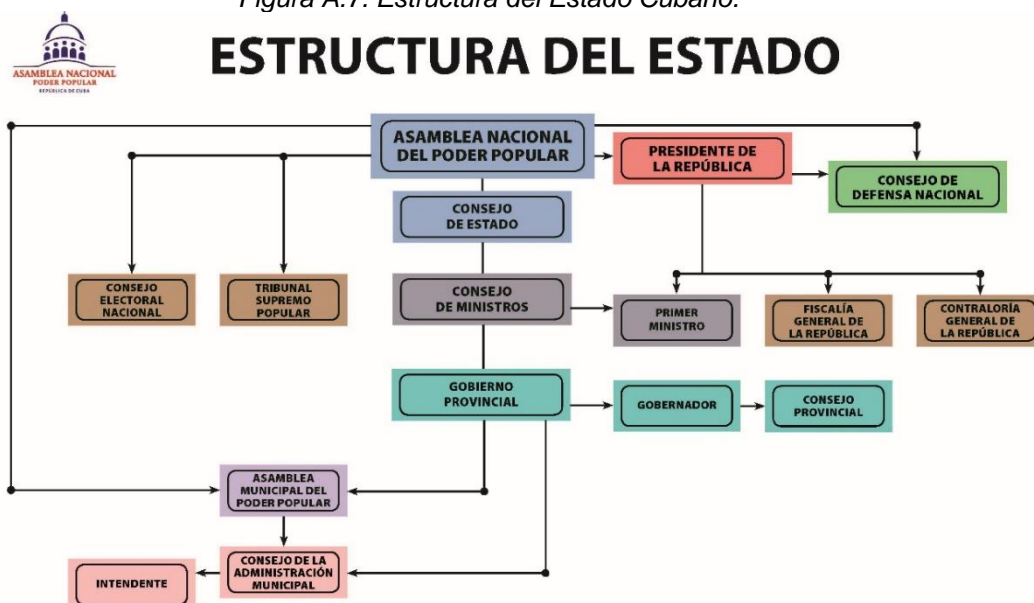 Figura A.7. Estructura del Estado Cubano.
ASAMBLEA NACIONAL
PODER POPULAR
REPÚBLICA DE CUBA
ESTRUCTURA DEL ESTADO
ASAMBLEA NACIONAL
DEL PODER POPULAR
PRESIDENTE DE
LA REPÚBLICA
CONSEJO DE
DEFENSA NACIONAL
CONSEJO
DE ESTADO
CONSEJO
ELECTORAL
NACIONAL
TRIBUNAL
SUPREMO
POPULAR
CONSEJO
DE MINISTROS
PRIMER
MINISTRO
FISCALÍA
GENERAL DE
LA REPÚBLICA
CONTRALORÍA
GENERAL DE
LA REPÚBLICA
GOBIERNO
PROVINCIAL
GOBERNADOR
CONSEJO
PROVINCIAL
ASAMBLEA
MUNICIPAL DEL
PODER POPULAR
CONSEJO DE LA
ADMINISTRACIÓN
MUNICIPAL
INTENDENTE